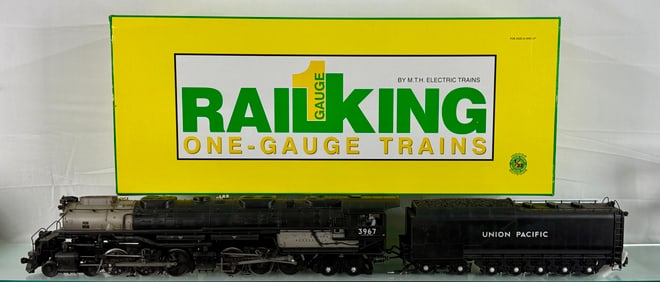 1
GAUGE
BY M.T.H. ELECTRIC TRAINS
RAILKING
ONE-GAUGE TRAINS
3967
UNION PACIFIC